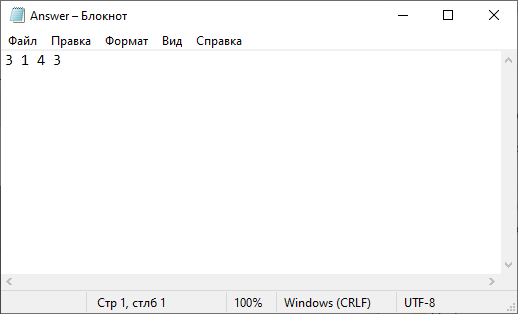 Answer – Блокнот
Файл Правка Формат Вид Справка
3 1 4 3
Стр 1, стлб 1 100% Windows (CRLF) UTF-8